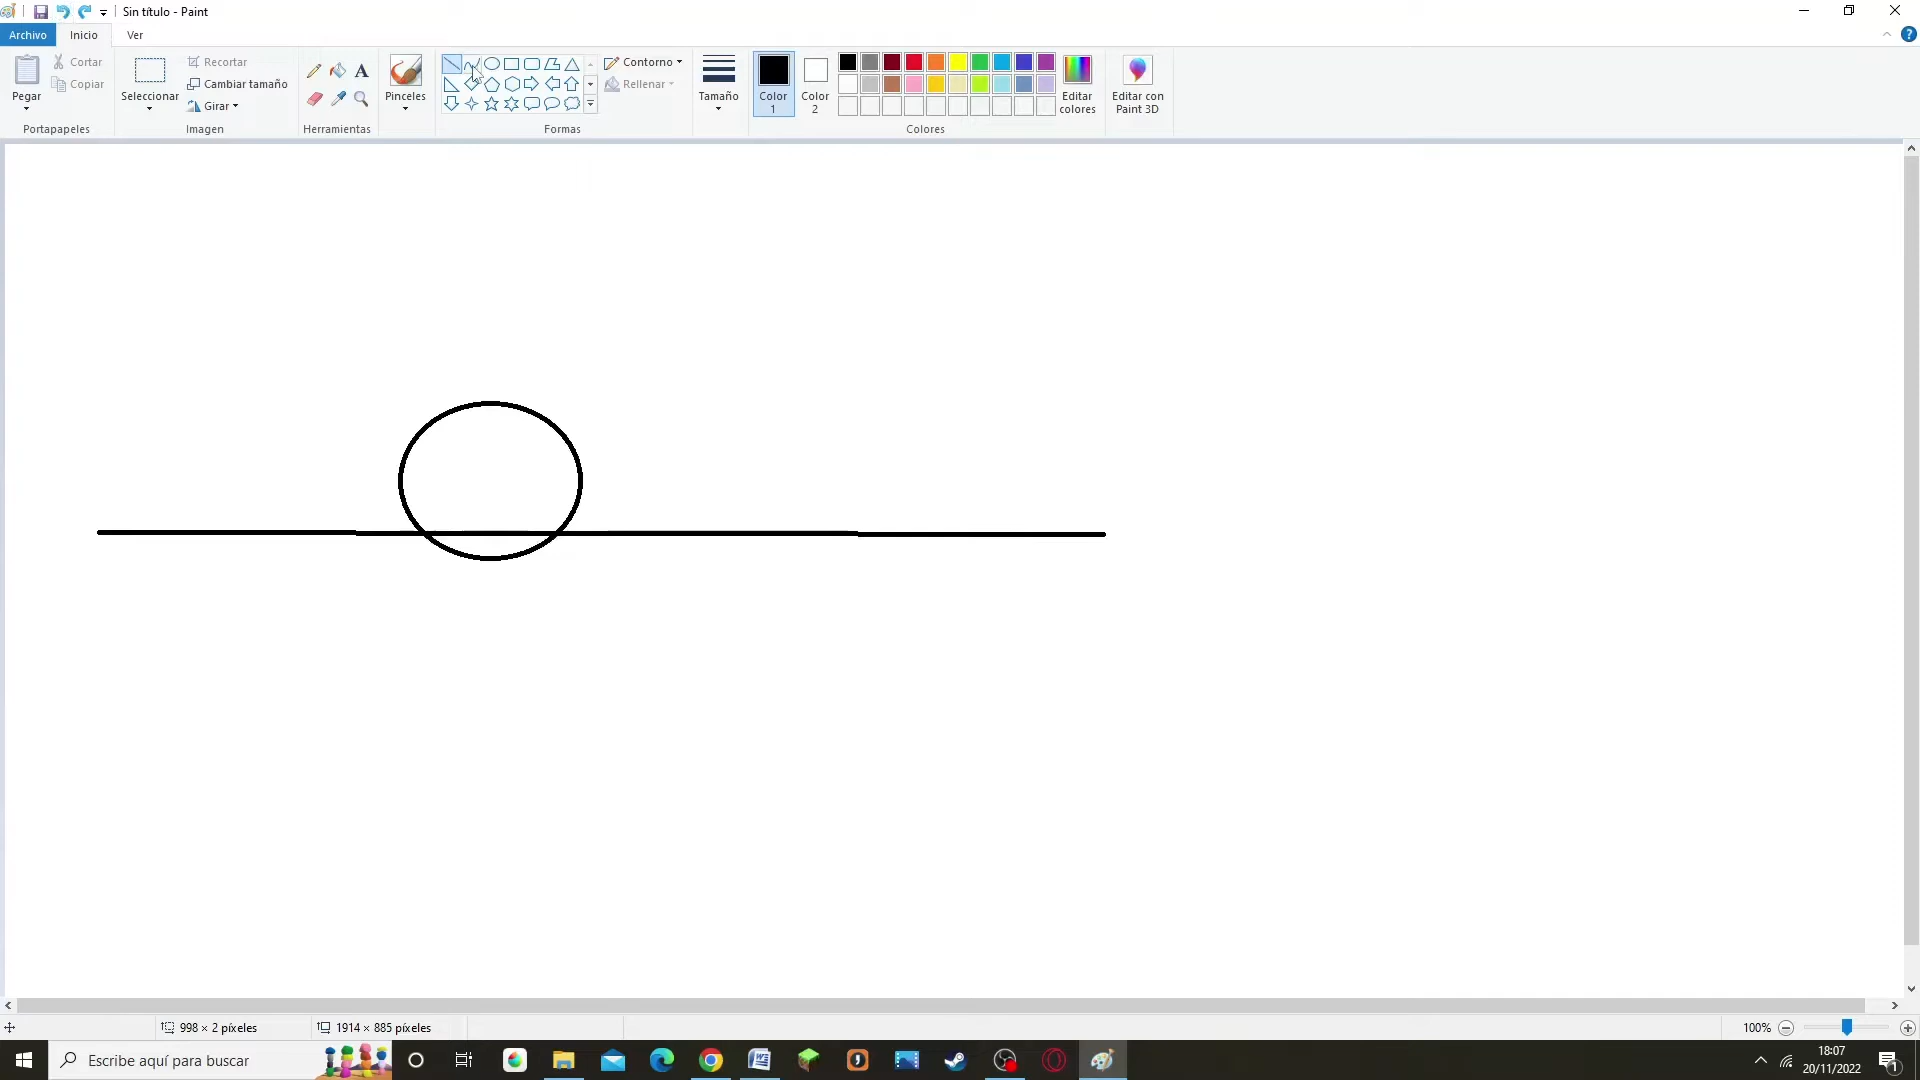 Sin título - Paint
Archivo
Inicio
Ver
Pegar
Cortar
Copiar
Portapapeles
Seleccionar
Recortar
Cambiar tamaño
Girar
Imagen
A
Herramientas
Pinceles
Contorno
Rellenar
Formas
Tamaño
Color
1
Color
2
Editar
colores
Colores
Editar con
Paint 3D
998 × 2 píxeles
1914 × 885 píxeles
100%
Escribe aquí para buscar
18:07
20/11/2022
1